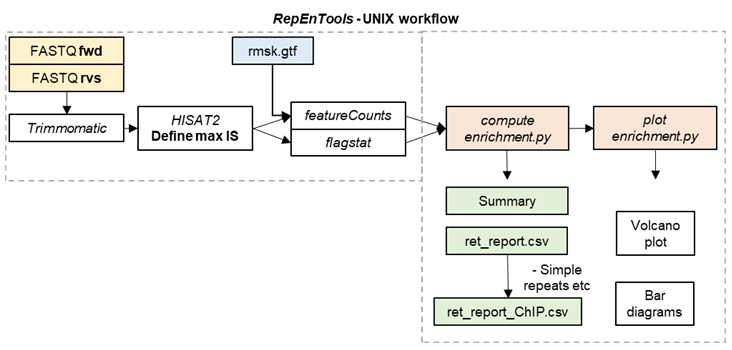 RepEnTools - UNIX workflow
FASTQ fwd
FASTQ rvs
rmsk.gtf
Trimmomatic
HISAT2
Define max IS
featureCounts
flagstat
compute
enrichment.py
plot
enrichment.py
Summary
ret_report.csv
- Simple
repeats etc
ret_report_ChIP.csv
Volcano
plot
Bar
diagrams